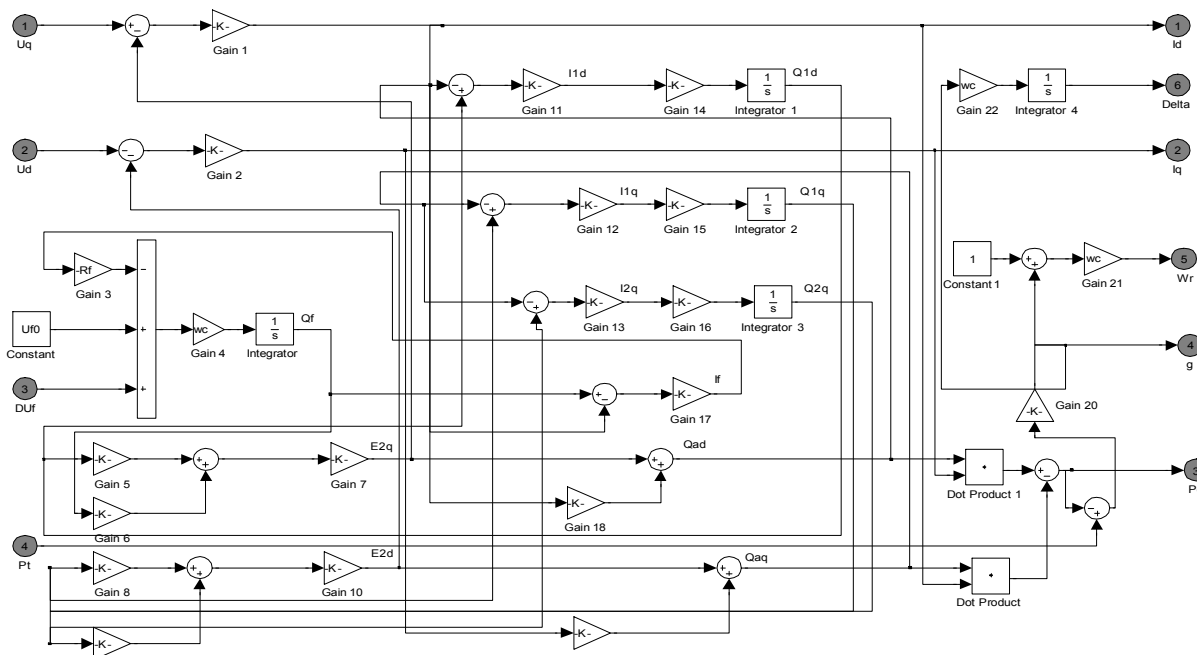 1
Uq
+
-
-K-
Gain 1
1
Id
-
+
-K-
Gain 11
I1d
-K-
Gain 14
1
s
Integrator 1
Q1d
wc
Gain 22
1
s
Integrator 4
6
Delta
2
Ud
-
-
-K-
Gain 2
2
Iq
-
+
-K-
Gain 12
I1q
-K-
Gain 15
1
s
Integrator 2
Q1q
-Rf
Gain 3
-
1
Constant 1
+
+
wc
Gain 21
5
Wr
Uf0
Constant
+
wc
Gain 4
1
s
Integrator
Qf
-
+
-K-
Gain 13
I2q
-K-
Gain 16
1
s
Integrator 3
Q2q
4
g
3
DUf
+
+
-
-K-
Gain 17
If
-K-
Gain 20
-K-
Gain 5
+
+
-K-
Gain 7
E2q
+
+
Qad
Dot Product 1
+
-
3
P
-K-
Gain 6
-K-
Gain 18
-
+
4
Pt
-K-
Gain 8
+
+
-K-
Gain 10
E2d
+
+
Qaq
Dot Product
-K-
-K-